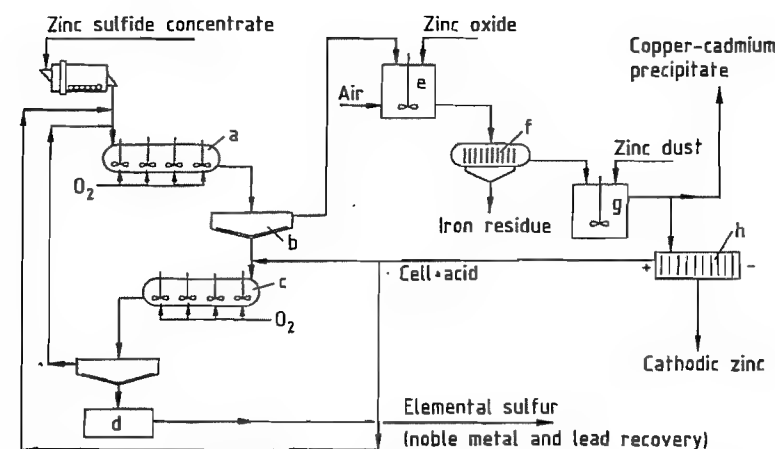 Zinc sulfide concentrate
Zinc oxide
Copper-cadmium
precipitate
e
Air
a
f
Zinc dust
O2
g
b
Iron residue
h
Cell acid
+
-
c
O2
Cathodic zinc
d
Elemental sulfur
(noble metal and lead recovery)